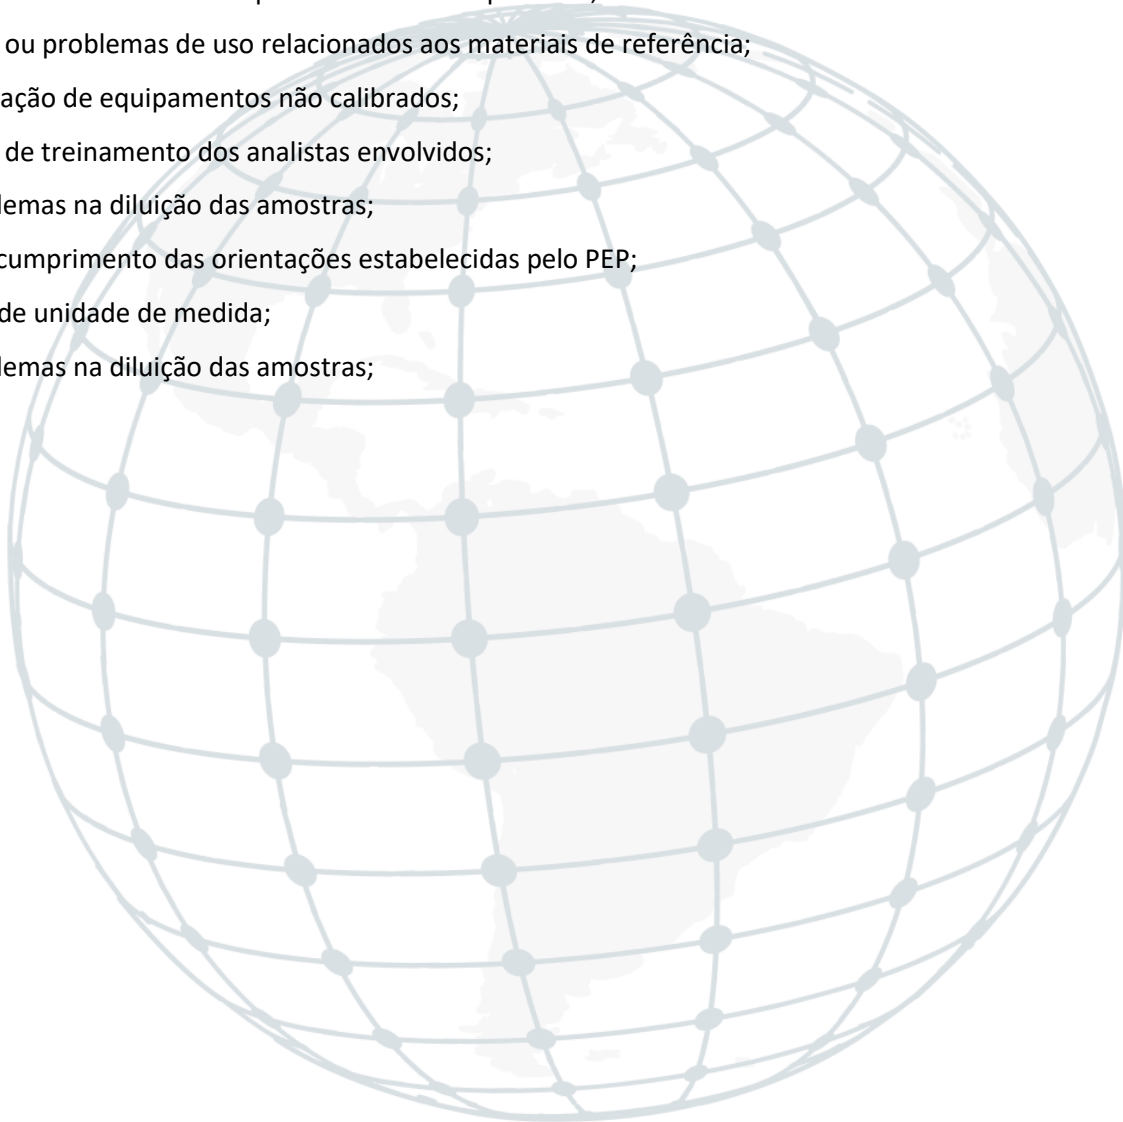 ou problemas de uso relacionados aos materiais de referência;
ação de equipamentos não calibrados;
de treinamento dos analistas envolvidos;
lemas na diluição das amostras;
cumprimento das orientações estabelecidas pelo PEP;
de unidade de medida;
lemas na diluição das amostras;